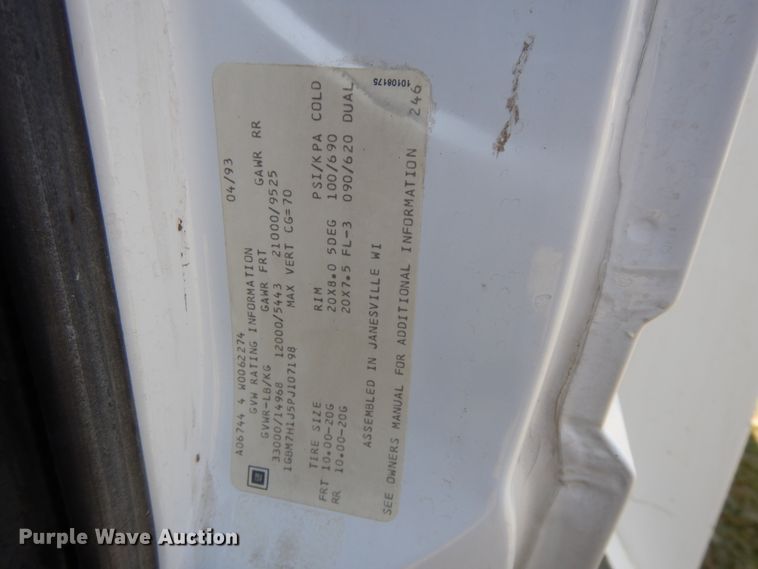 A06744 4 W0062274 04/93
GVW RATING INFORMATION
GVWR-LB/KG GAWR FRT GAWR RR
33000/14968 12000/5443 21000/9525
1GBM7H1J5PJ107198 MAX VERT CG=70
TIRE SIZE RIM PSI/KPA COLD
FRT 10.00-20G 20X8.0 5DEG 100/690
RR 10.00-20G 20X7.5 FL-3 090/620 DUAL
ASSEMBLED IN JANESVILLE WI
SEE OWNERS MANUAL FOR ADDITIONAL INFORMATION 246
10108175
GM
Purple Wave Auction